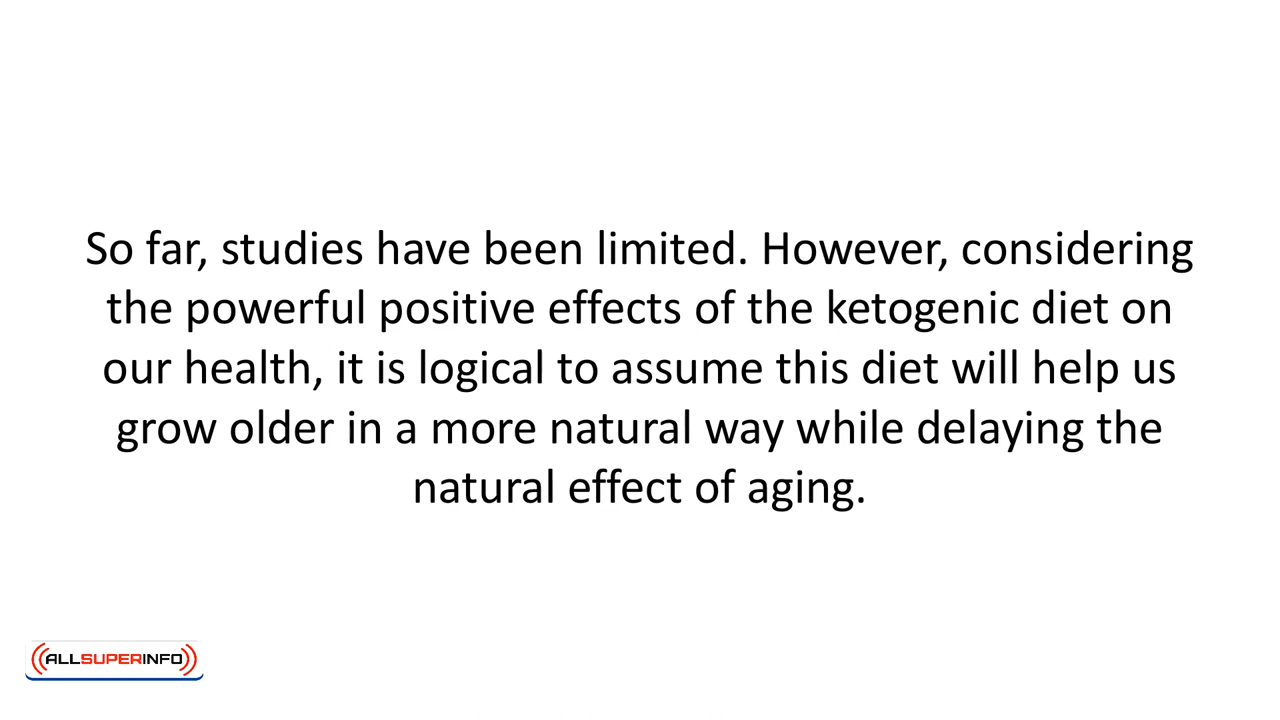 So far, studies have been limited. However, considering
the powerful positive effects of the ketogenic diet on
our health, it is logical to assume this diet will help us
grow older in a more natural way while delaying the
natural effect of aging.
ALLSUPERINFO